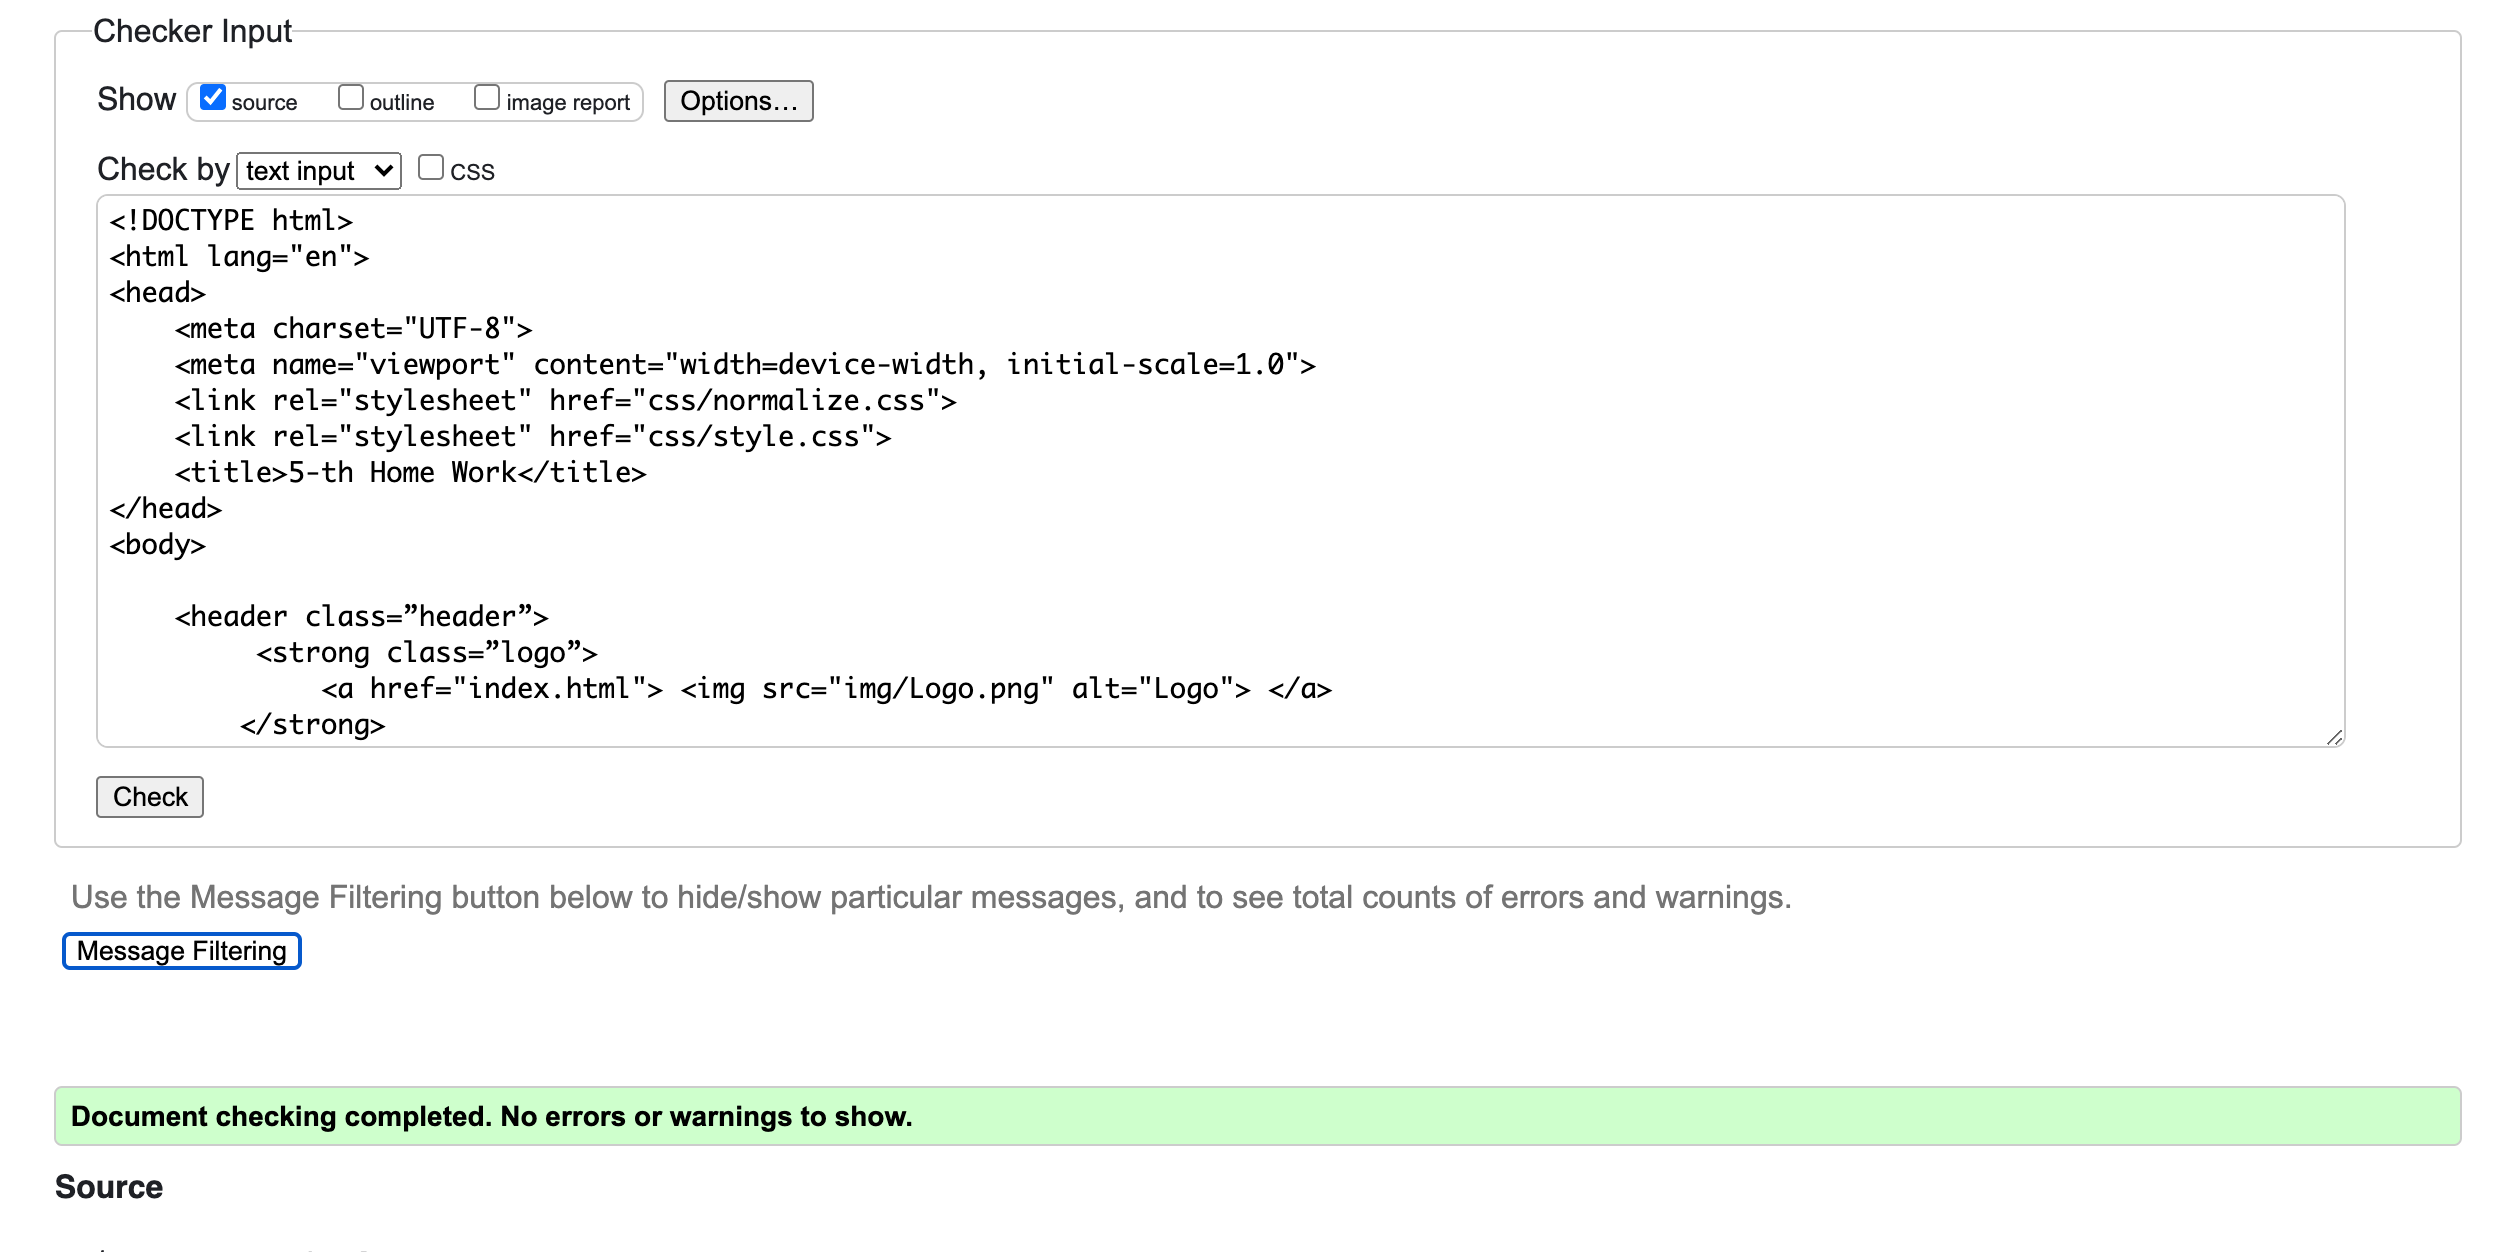 Checker Input
Show source outline image report Options...
Check by text input css
<!DOCTYPE html>
<html lang="en">
<head>
    <meta charset="UTF-8">
    <meta name="viewport" content="width=device-width, initial-scale=1.0">
    <link rel="stylesheet" href="css/normalize.css">
    <link rel="stylesheet" href="css/style.css">
    <title>5-th Home Work</title>
</head>
<body>
    <header class=”header”>
         <strong class=”logo”>
             <a href="index.html"> <img src="img/Logo.png" alt="Logo"> </a>
        </strong>
Check
Use the Message Filtering button below to hide/show particular messages, and to see total counts of errors and warnings.
Message Filtering
Document checking completed. No errors or warnings to show.
Source